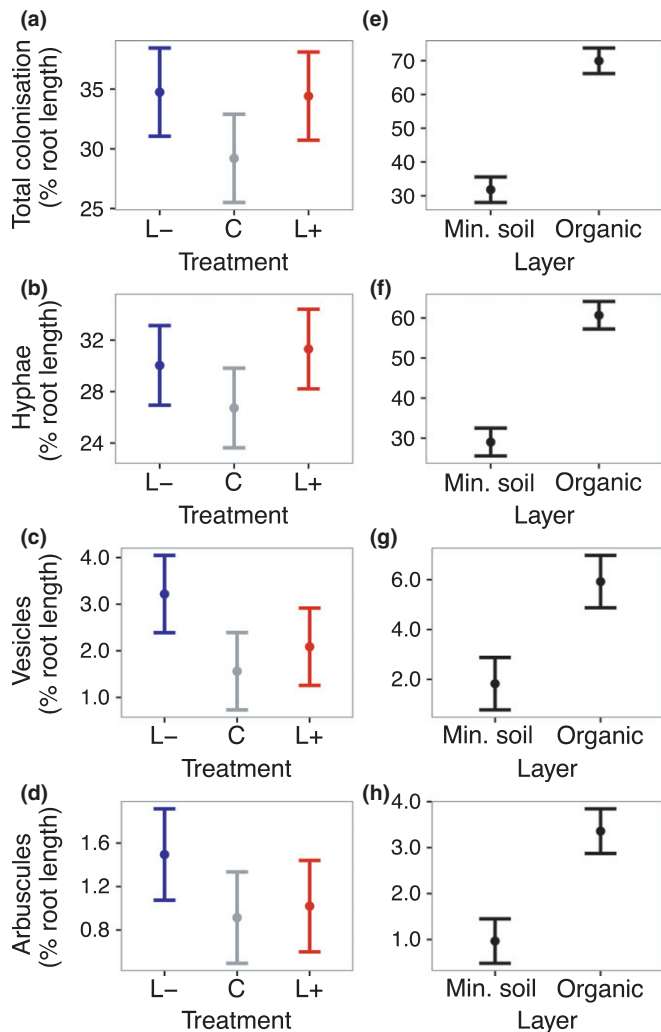 (a)
Total colonisation
(% root length)
35
30
25
L− C L+
Treatment
(e)
70
60
50
40
30
Min. soil Organic
Layer
(b)
Hyphae
(% root length)
32
28
24
L− C L+
Treatment
(f)
60
50
40
30
Min. soil Organic
Layer
(c)
Vesicles
(% root length)
4.0
3.0
2.0
1.0
L− C L+
Treatment
(g)
6.0
4.0
2.0
Min. soil Organic
Layer
(d)
Arbuscules
(% root length)
1.6
1.2
0.8
L− C L+
Treatment
(h)
4.0
3.0
2.0
1.0
Min. soil Organic
Layer